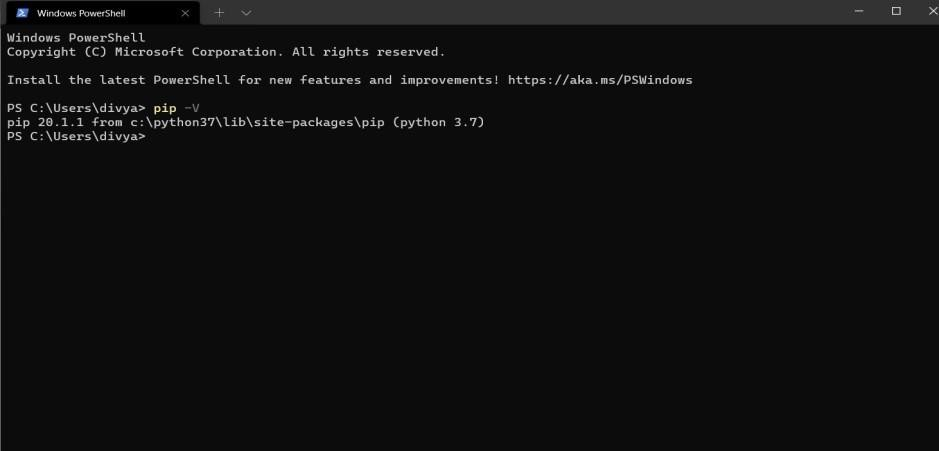 Windows PowerShell
Windows PowerShell
Copyright (C) Microsoft Corporation. All rights reserved.
Install the latest PowerShell for new features and improvements! https://aka.ms/PSWindows
PS C:\Users\divya> pip -V
pip 20.1.1 from c:\python37\lib\site-packages\pip (python 3.7)
PS C:\Users\divya>